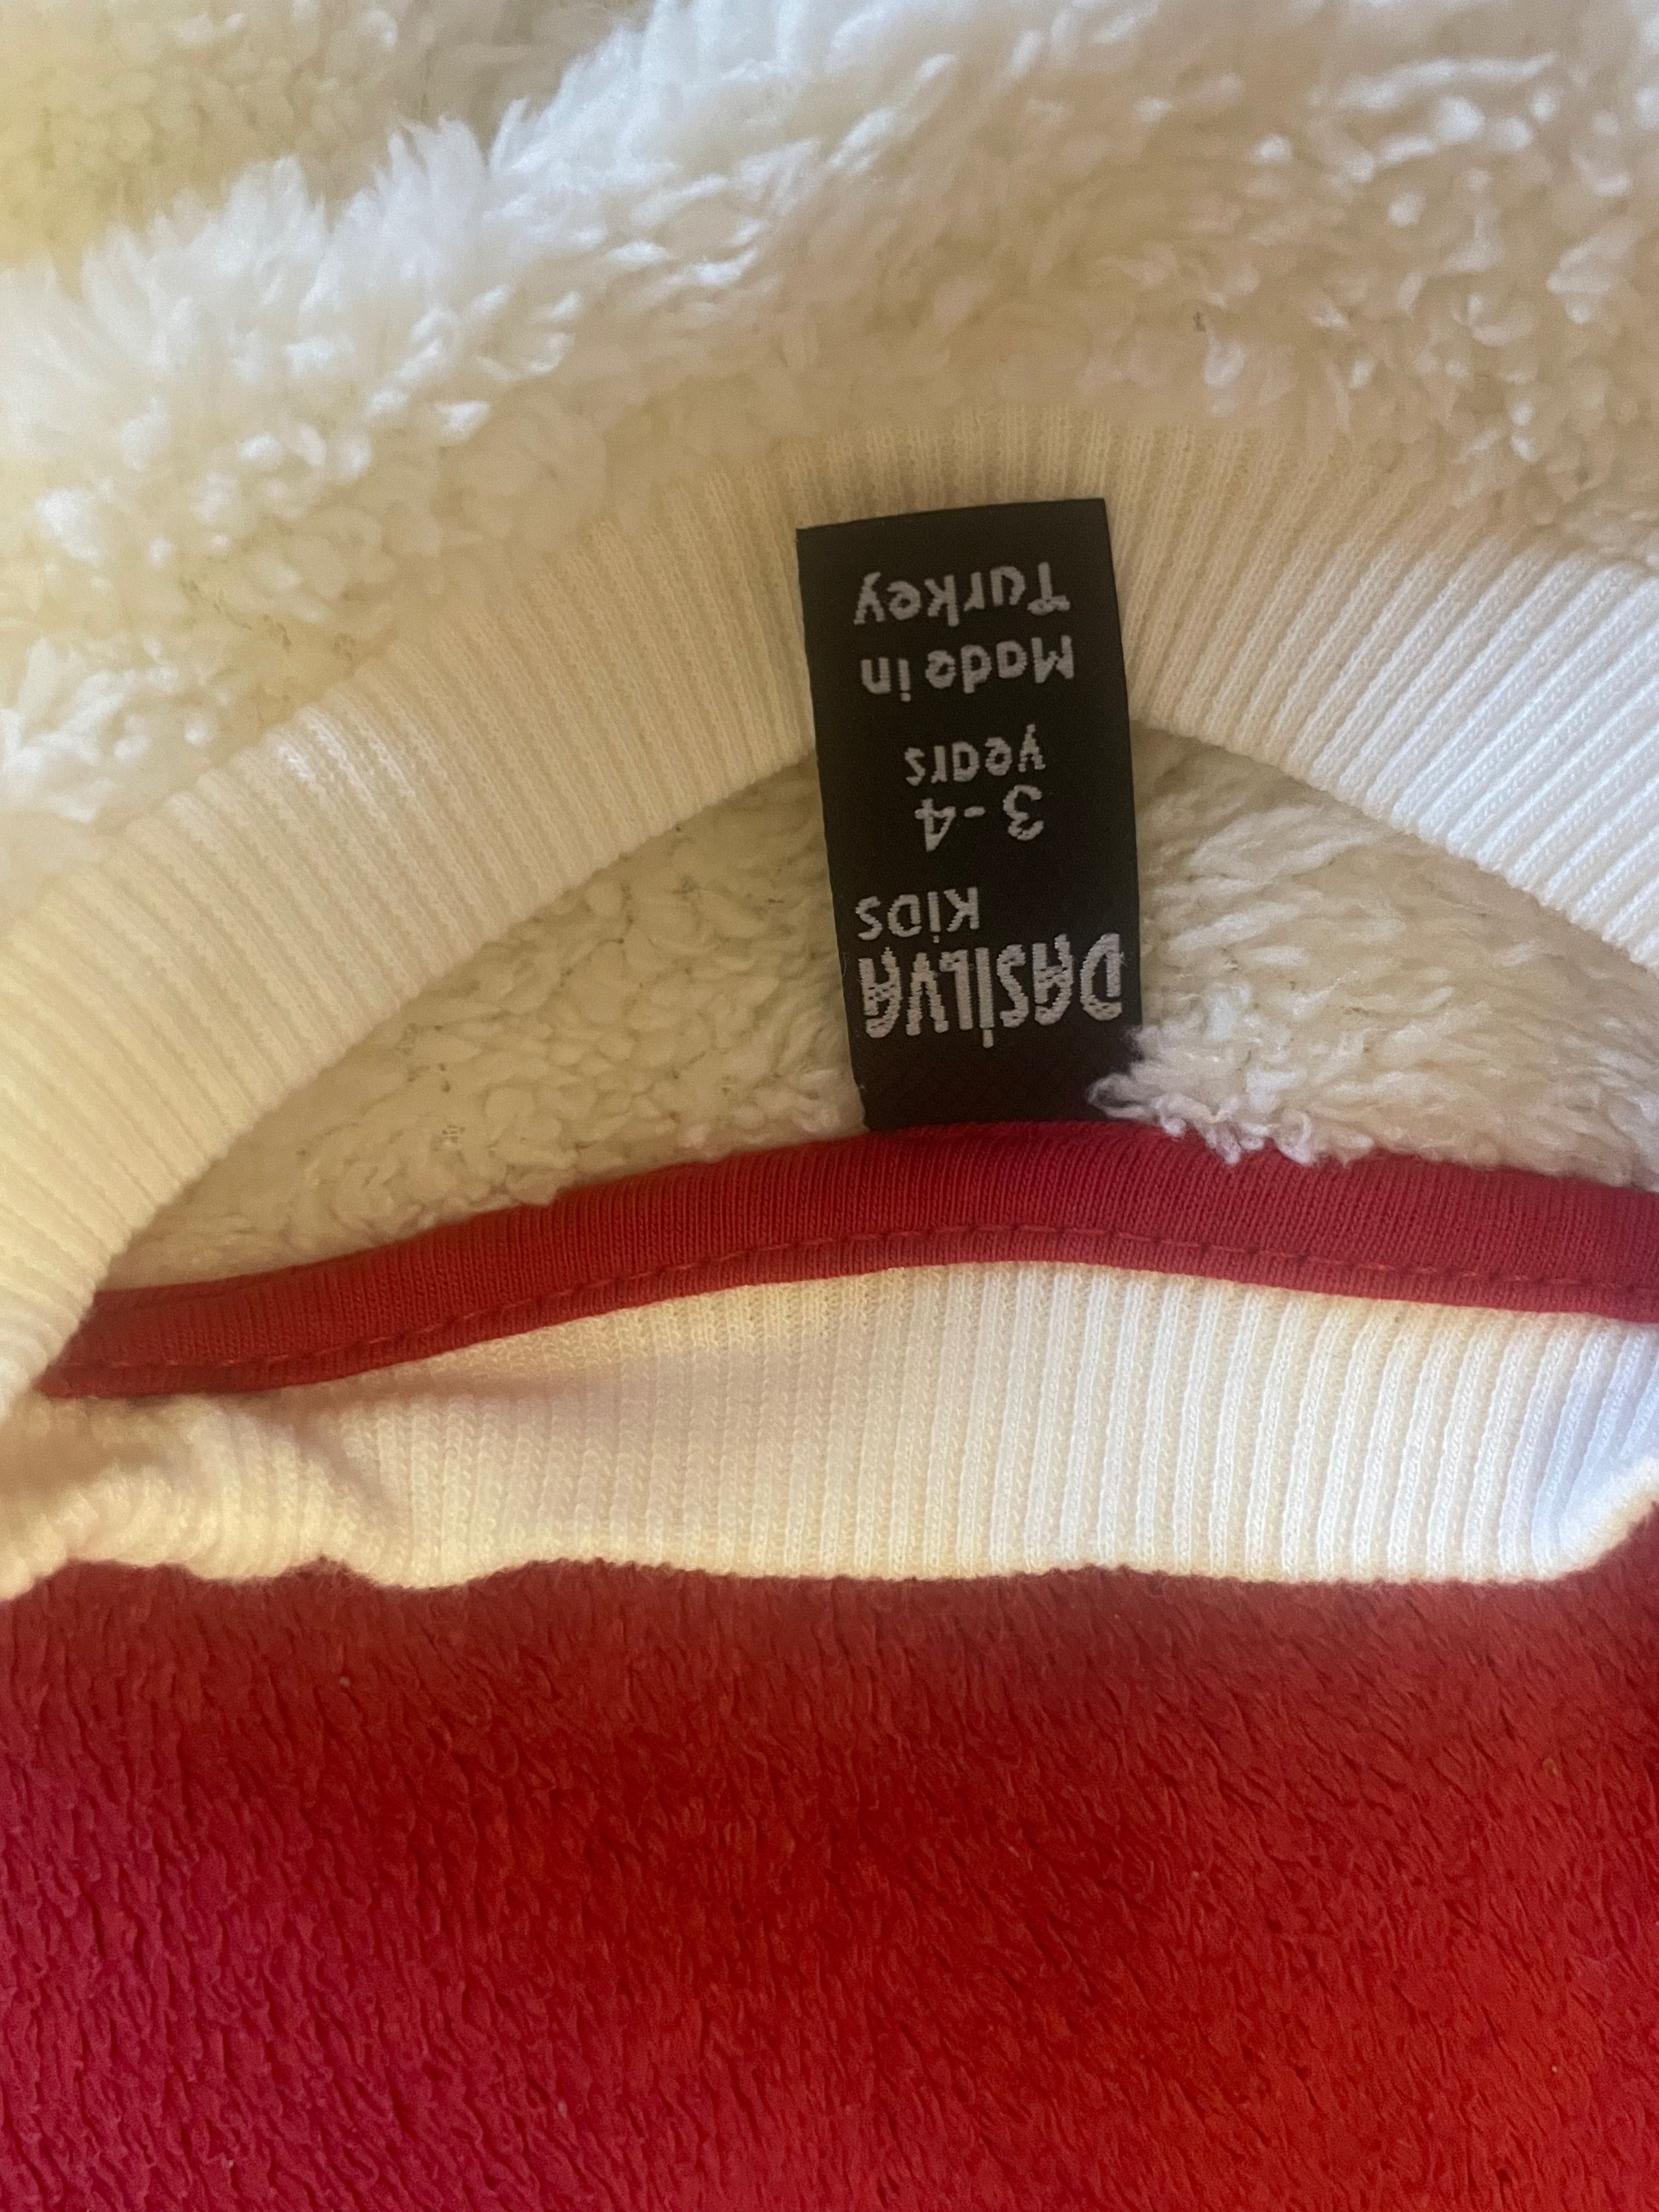 DASiLVA
KiDS
3-4
years
Made in
Turkey